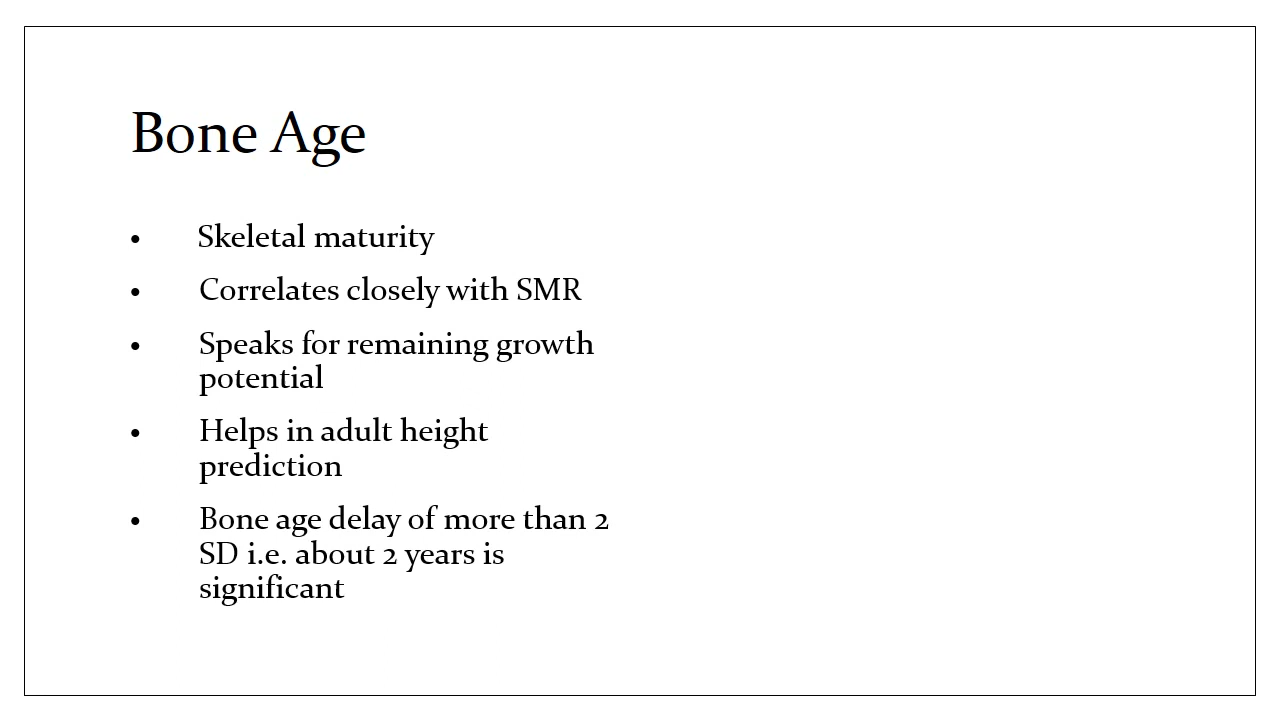 Bone Age
• Skeletal maturity
• Correlates closely with SMR
• Speaks for remaining growth
potential
• Helps in adult height
prediction
• Bone age delay of more than 2
SD i.e. about 2 years is
significant